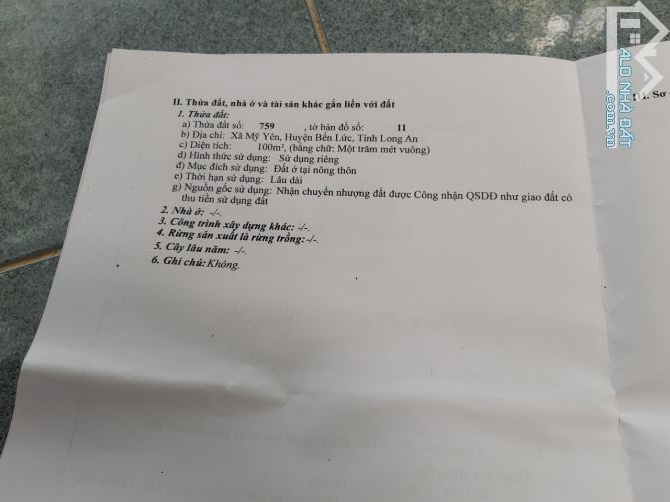 II. Thửa đất, nhà ở và tài sản khác gắn liền với đất
1. Thửa đất:
a) Thửa đất số: 759 , tờ bản đồ số: 11
b) Địa chỉ: Xã Mỹ Yên, Huyện Bến Lức, Tỉnh Long An
c) Diện tích: 100m², (bằng chữ: Một trăm mét vuông)
d) Hình thức sử dụng: Sử dụng riêng
đ) Mục đích sử dụng: Đất ở tại nông thôn
e) Thời hạn sử dụng: Lâu dài
g) Nguồn gốc sử dụng: Nhận chuyển nhượng đất được Công nhận QSDĐ như giao đất có
thu tiền sử dụng đất
2. Nhà ở: -/-.
3. Công trình xây dựng khác: -/-.
4. Rừng sản xuất là rừng trồng: -/-.
5. Cây lâu năm: -/-.
6. Ghi chú: Không.
Sơ
ALO NHÀ ĐẤT
.com.vn